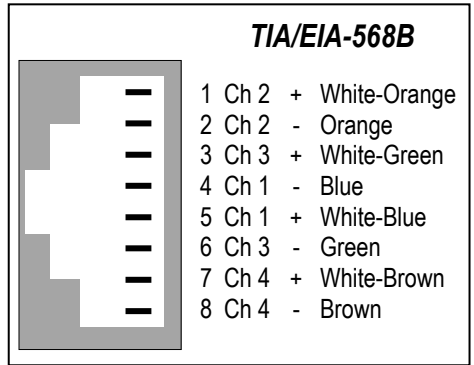 TIA/EIA-568B
1 Ch 2 + White-Orange
2 Ch 2 - Orange
3 Ch 3 + White-Green
4 Ch 1 - Blue
5 Ch 1 + White-Blue
6 Ch 3 - Green
7 Ch 4 + White-Brown
8 Ch 4 - Brown